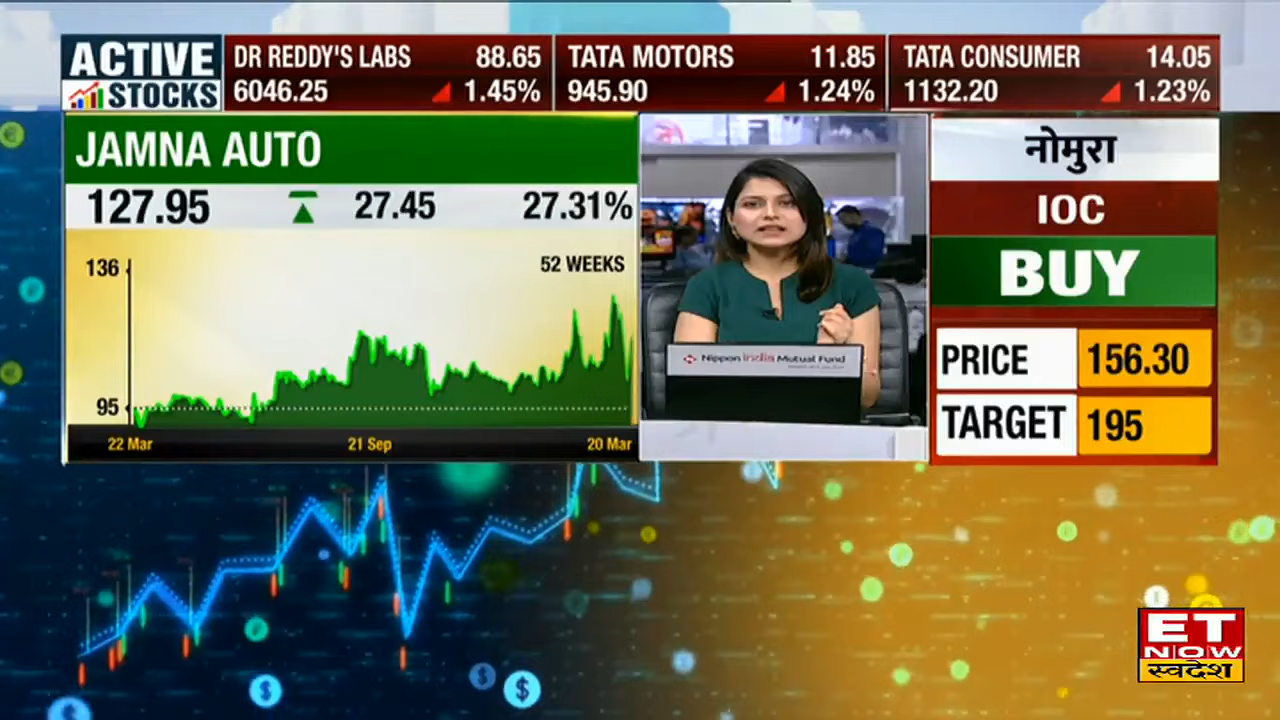 ACTIVE
STOCKS
DR REDDY'S LABS 88.65
6046.25 1.45%
TATA MOTORS 11.85
945.90 1.24%
TATA CONSUMER 14.05
1132.20 1.23%
JAMNA AUTO
127.95 27.45 27.31%
52 WEEKS
136
95
22 Mar 21 Sep 20 Mar
Nippon india Mutual Fund
नोमुरा
IOC
BUY
PRICE 156.30
TARGET 195
ET
NOW
स्वदेश